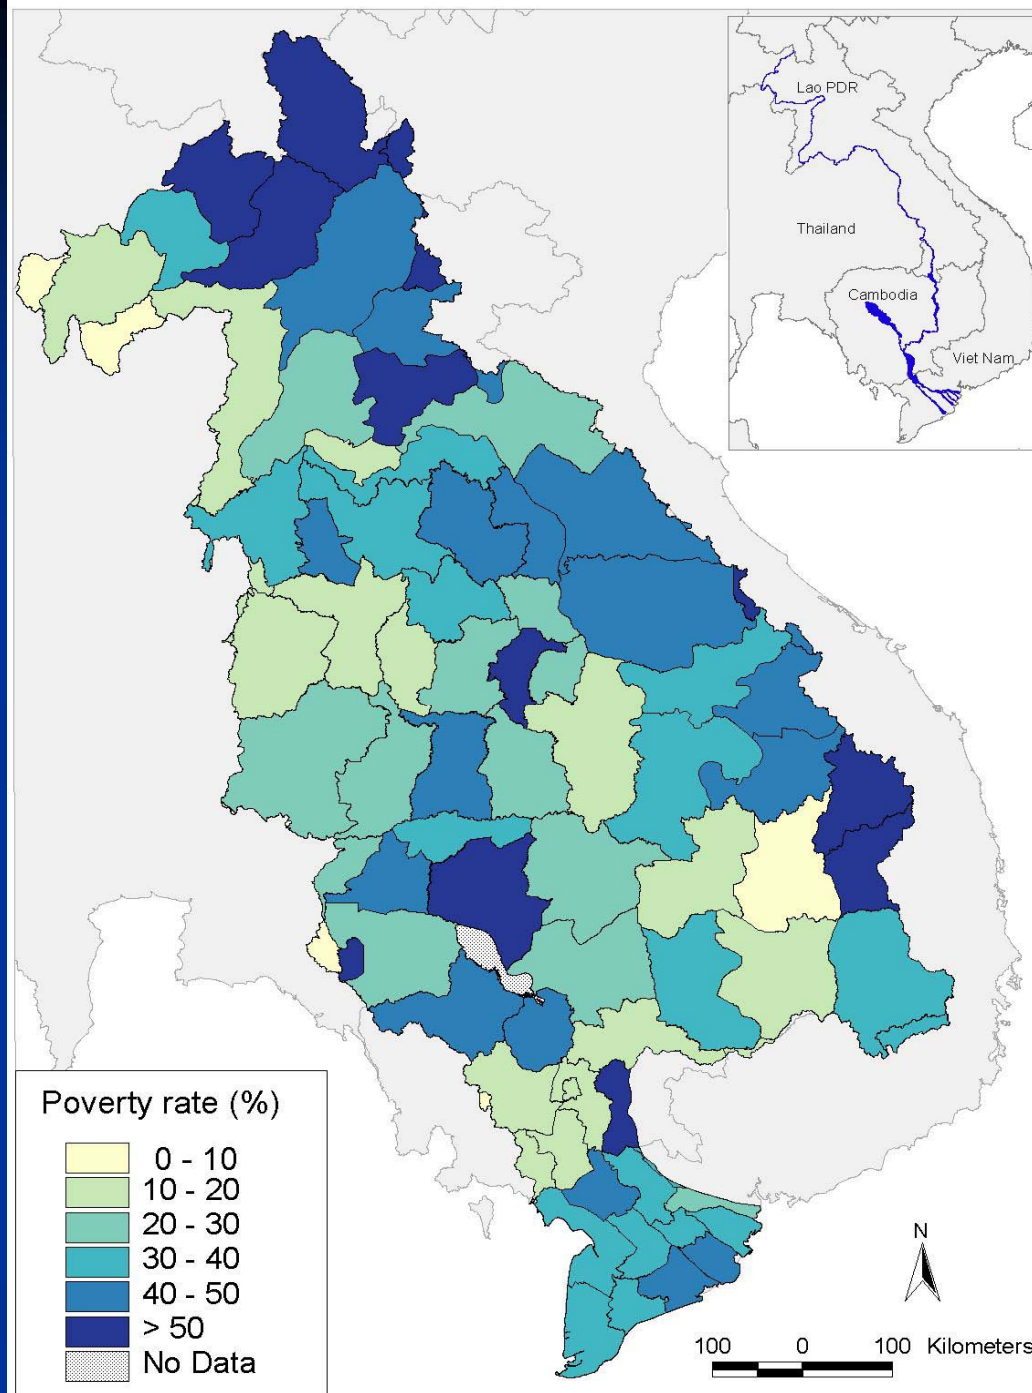 Lao PDR
Thailand
Cambodia
Viet Nam
Poverty rate (%)
0 - 10
10 - 20
20 - 30
30 - 40
40 - 50
> 50
No Data
N
100 0 100 Kilometers